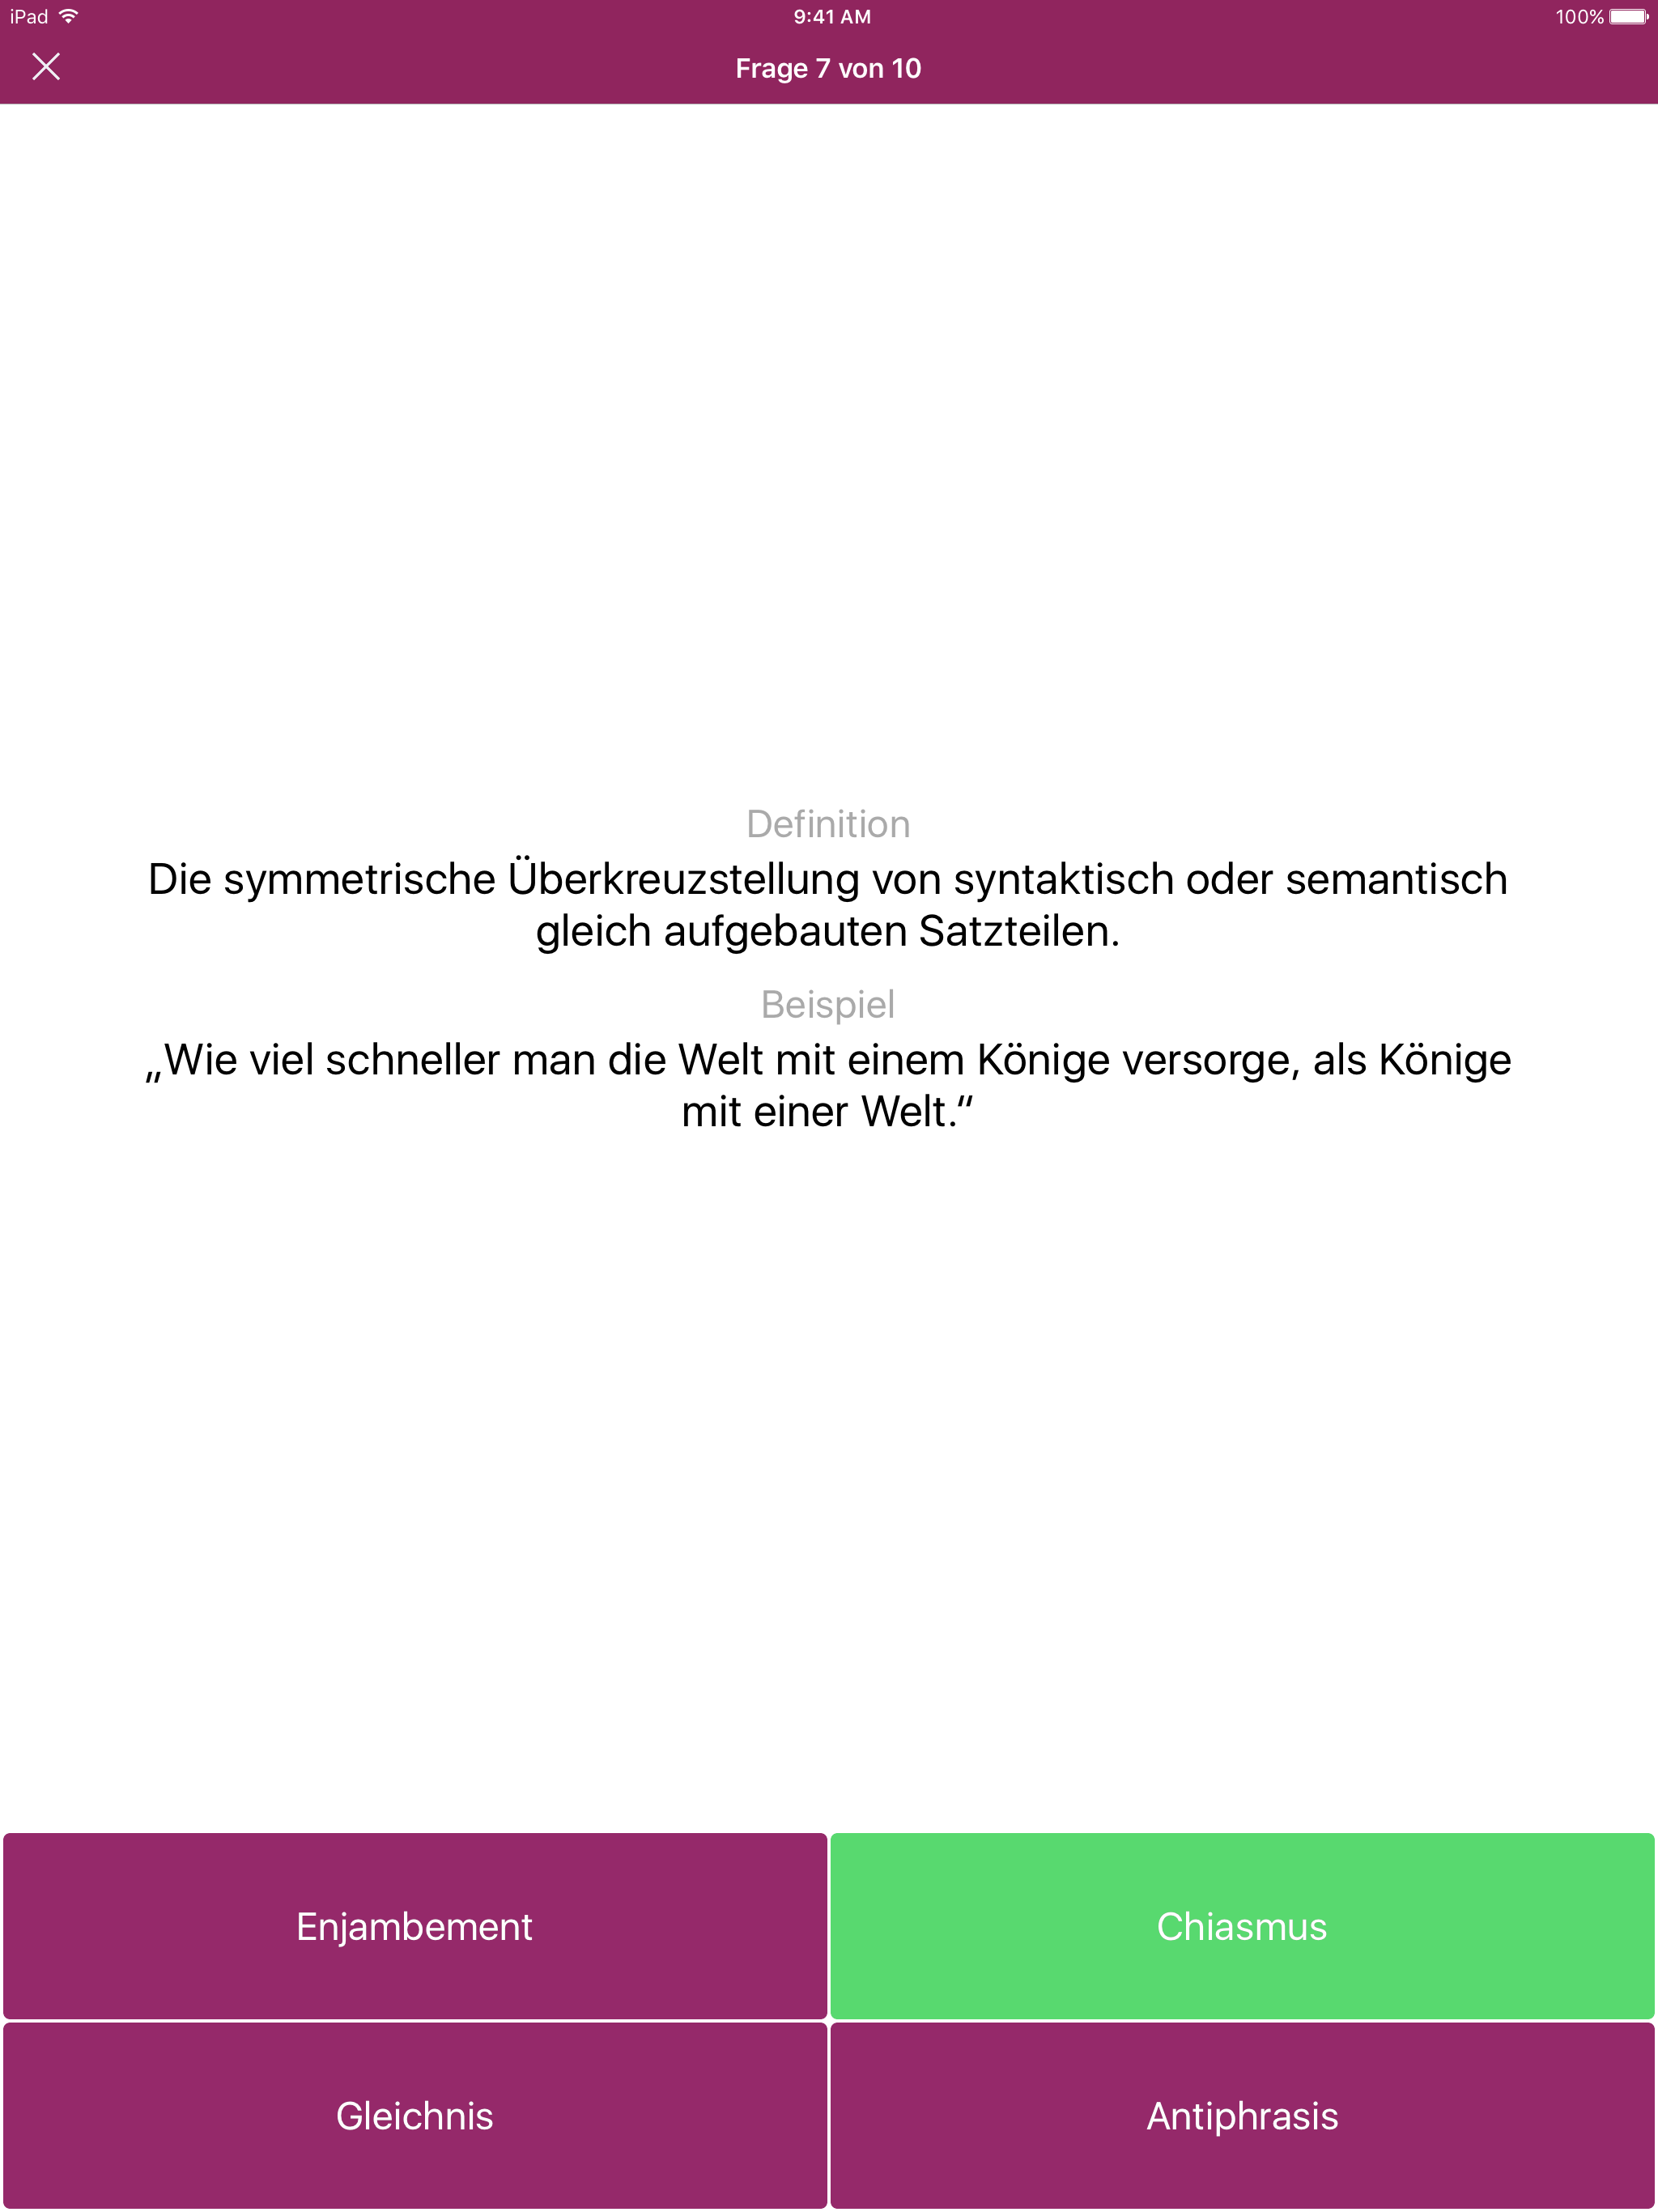 iPad
9:41 AM
100%
Frage 7 von 10
Definition
Die symmetrische Überkreuzstellung von syntaktisch oder semantisch
gleich aufgebauten Satzteilen.
Beispiel
„Wie viel schneller man die Welt mit einem Könige versorge, als Könige
mit einer Welt.“
Enjambement
Chiasmus
Gleichnis
Antiphrasis